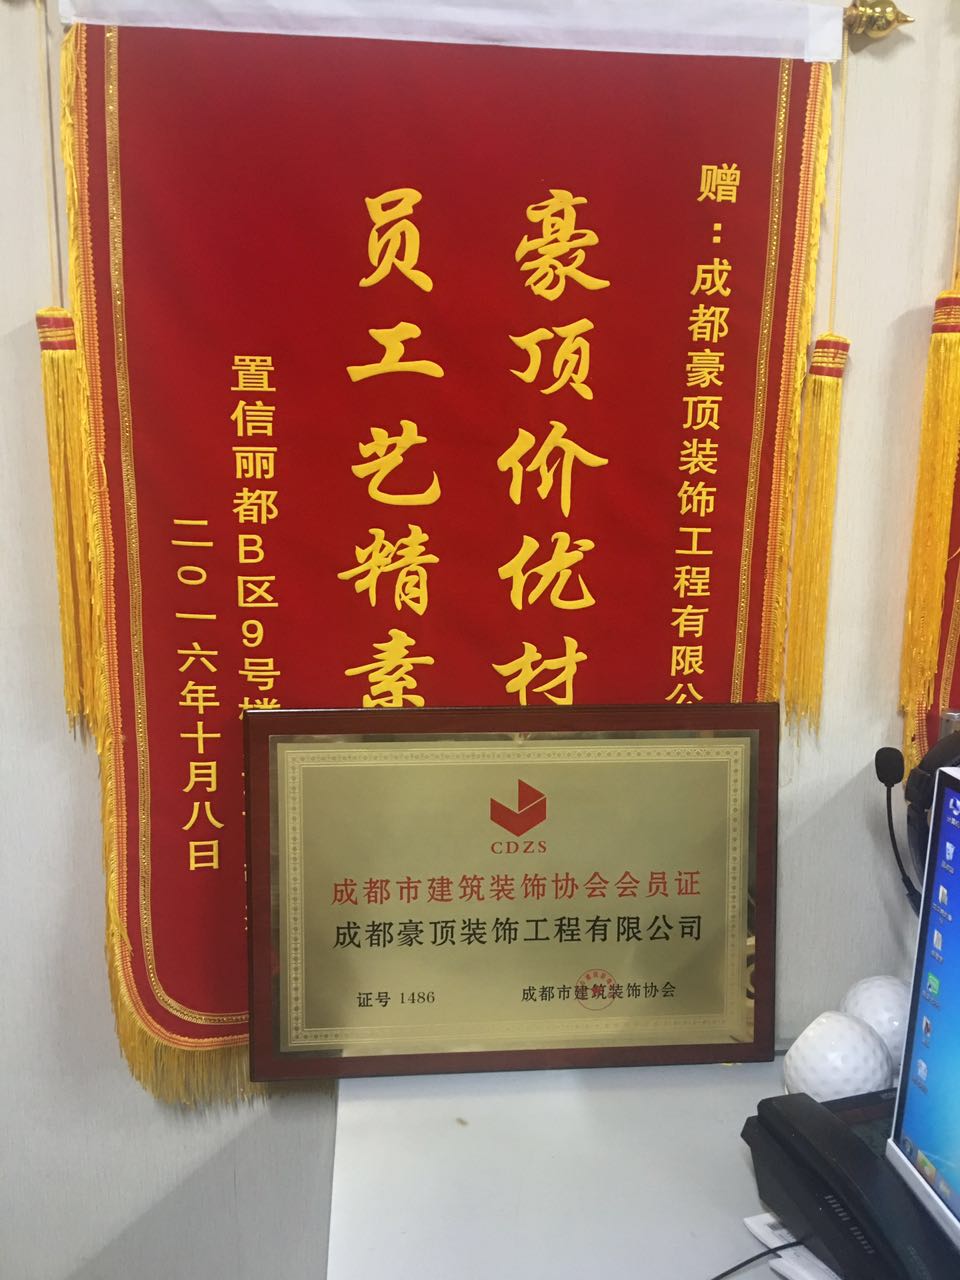 赠：成都豪顶装饰工程有限公
豪顶价优材
员工艺精素
置信丽都B区9号楼
二〇一六年十月八日
CDZS
成都市建筑装饰协会会员证
成都豪顶装饰工程有限公司
证号 1486
成都市建筑装饰协会